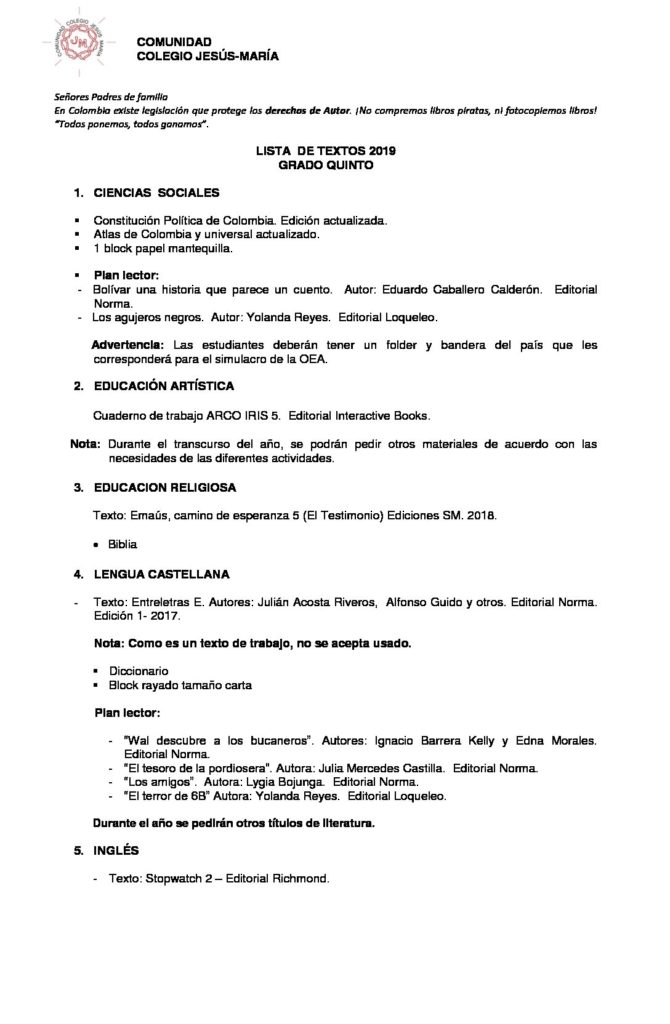 COMUNIDAD COLEGIO JESÚS MARÍA
JM
COMUNIDAD
COLEGIO JESÚS-MARÍA
Señores Padres de familia
En Colombia existe legislación que protege los derechos de Autor. ¡No compremos libros piratas, ni fotocopiemos libros!
"Todos ponemos, todos ganamos".
LISTA DE TEXTOS 2019
GRADO QUINTO
1. CIENCIAS SOCIALES
▪ Constitución Política de Colombia. Edición actualizada.
▪ Atlas de Colombia y universal actualizado.
▪ 1 block papel mantequilla.
▪ Plan lector:
- Bolívar una historia que parece un cuento. Autor: Eduardo Caballero Calderón. Editorial
Norma.
- Los agujeros negros. Autor: Yolanda Reyes. Editorial Loqueleo.
Advertencia: Las estudiantes deberán tener un folder y bandera del país que les
corresponderá para el simulacro de la OEA.
2. EDUCACIÓN ARTÍSTICA
Cuaderno de trabajo ARCO IRIS 5. Editorial Interactive Books.
Nota: Durante el transcurso del año, se podrán pedir otros materiales de acuerdo con las
necesidades de las diferentes actividades.
3. EDUCACION RELIGIOSA
Texto: Emaús, camino de esperanza 5 (El Testimonio) Ediciones SM. 2018.
• Biblia
4. LENGUA CASTELLANA
- Texto: Entreletras E. Autores: Julián Acosta Riveros, Alfonso Guido y otros. Editorial Norma.
Edición 1- 2017.
Nota: Como es un texto de trabajo, no se acepta usado.
▪ Diccionario
▪ Block rayado tamaño carta
Plan lector:
- "Wal descubre a los bucaneros". Autores: Ignacio Barrera Kelly y Edna Morales.
Editorial Norma.
- "El tesoro de la pordiosera". Autora: Julia Mercedes Castilla. Editorial Norma.
- "Los amigos". Autora: Lygia Bojunga. Editorial Norma.
- "El terror de 6B" Autora: Yolanda Reyes. Editorial Loqueleo.
Durante el año se pedirán otros títulos de literatura.
5. INGLÉS
- Texto: Stopwatch 2 – Editorial Richmond.